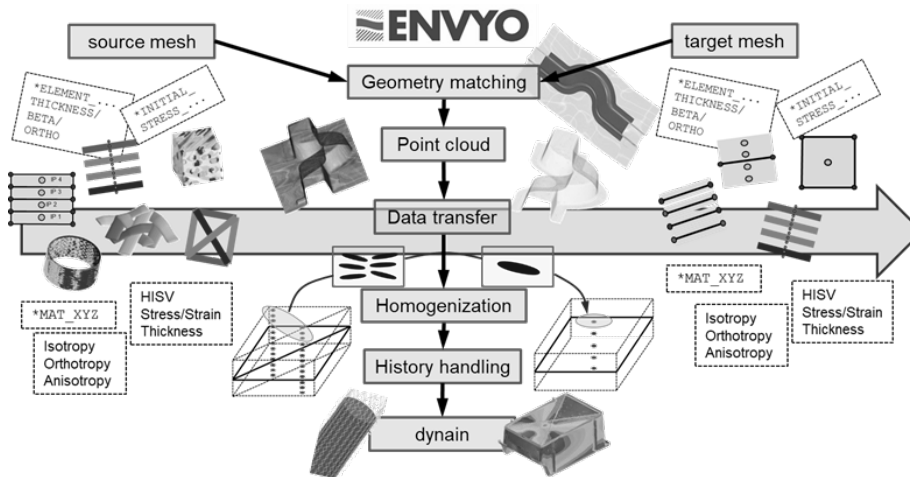 ENVYO
source mesh
target mesh
Geometry matching
*ELEMENT_...
THICKNESS/
BETA/
ORTHO
*INITIAL_
STRESS_...
*ELEMENT_...
THICKNESS/
BETA/
ORTHO
*INITIAL_
STRESS_...
Point cloud
IP 4
IP 3
IP 2
IP 1
Data transfer
*MAT_XYZ
HISV
Stress/Strain
Thickness
Isotropy
Orthotropy
Anisotropy
Homogenization
*MAT_XYZ
HISV
Stress/Strain
Thickness
Isotropy
Orthotropy
Anisotropy
History handling
dynain